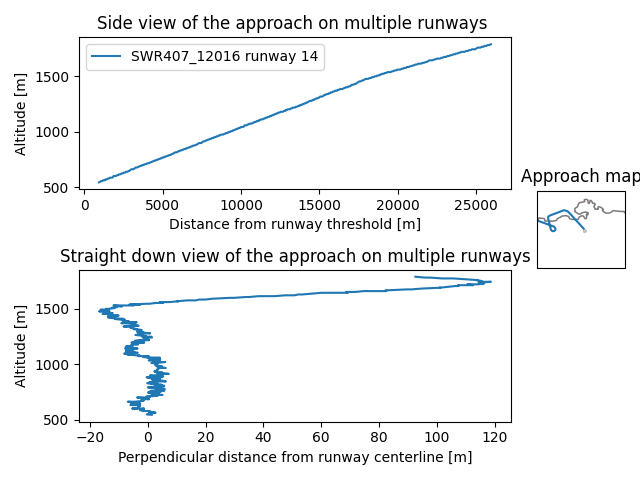 Side view of the approach on multiple runways
Altitude [m]
1500
1000
500
SWR407_12016 runway 14
0 5000 10000 15000 20000 25000
Distance from runway threshold [m]
Approach map
Straight down view of the approach on multiple runways
Altitude [m]
1500
1000
500
−20 0 20 40 60 80 100 120
Perpendicular distance from runway centerline [m]